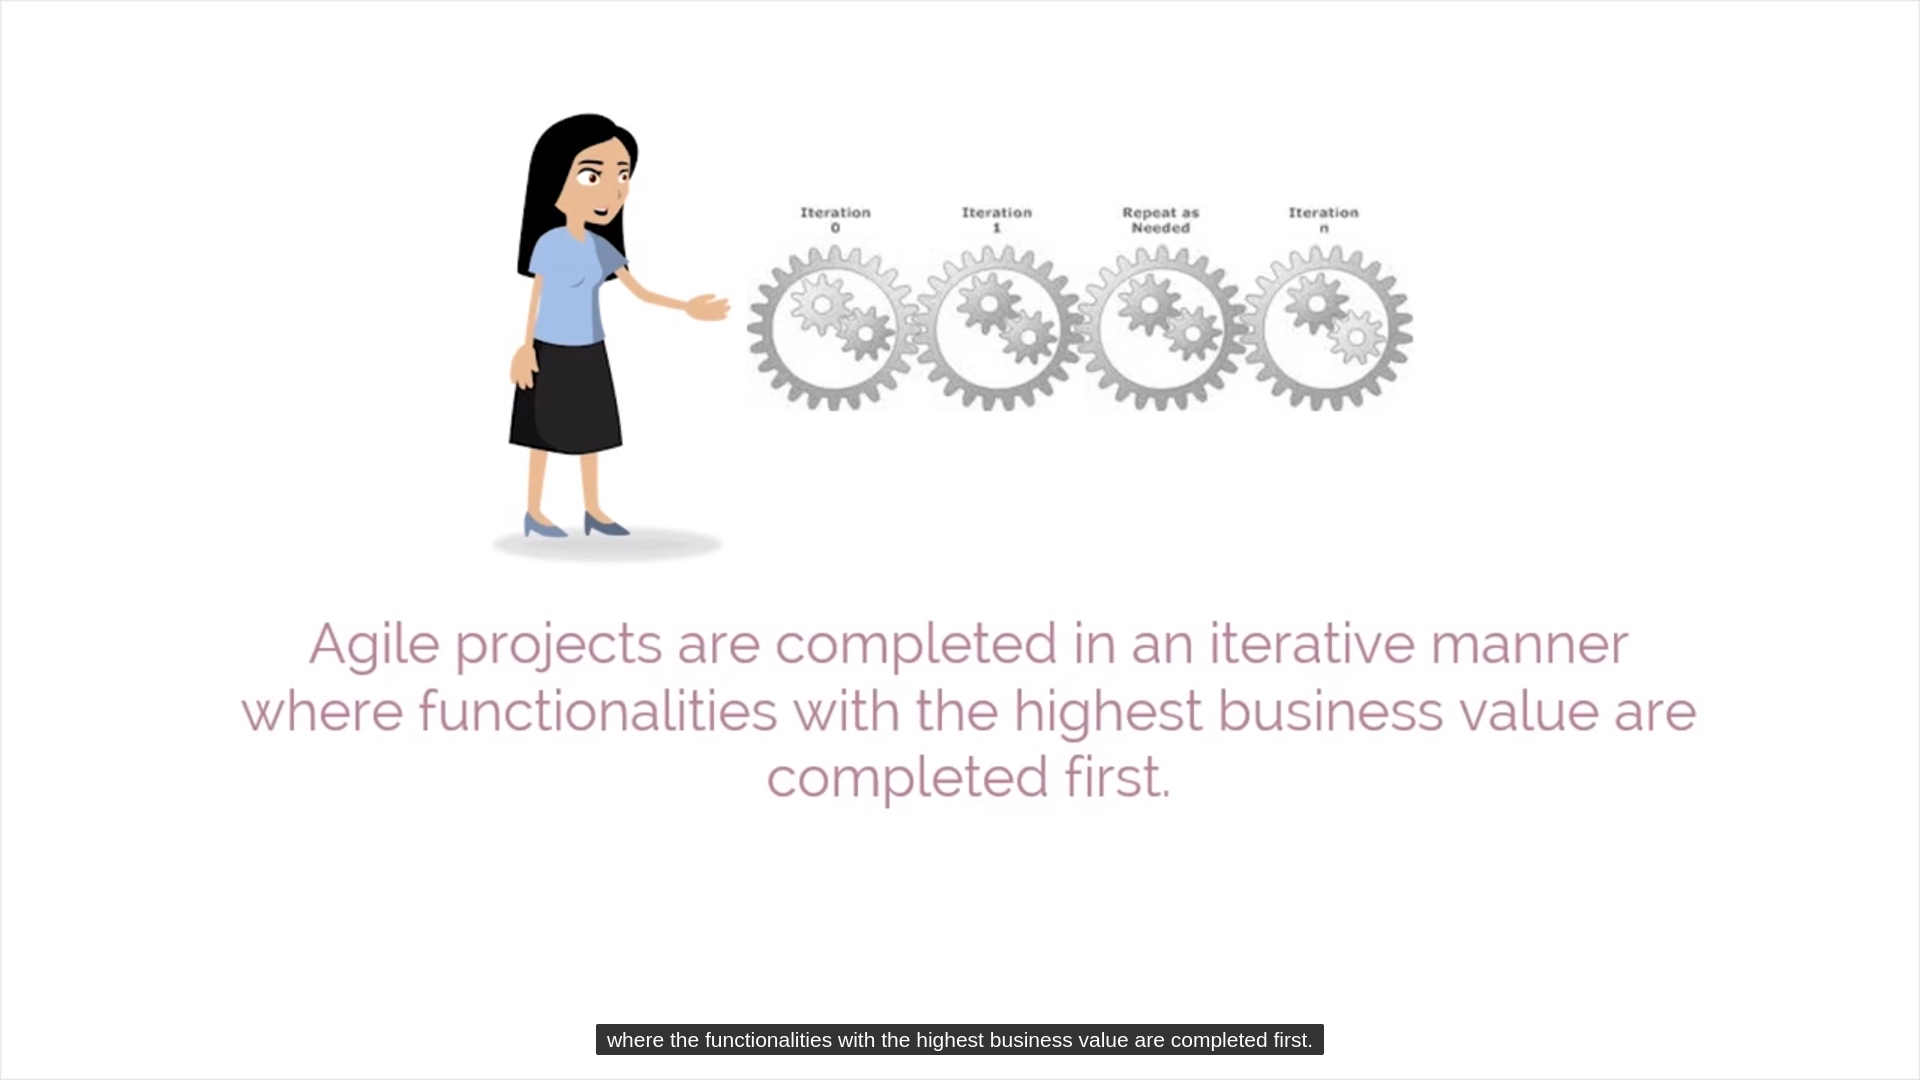 Iteration
0
Iteration
1
Repeat as
Needed
Iteration
n
Agile projects are completed in an iterative manner
where functionalities with the highest business value are
completed first.
where the functionalities with the highest business value are completed first.